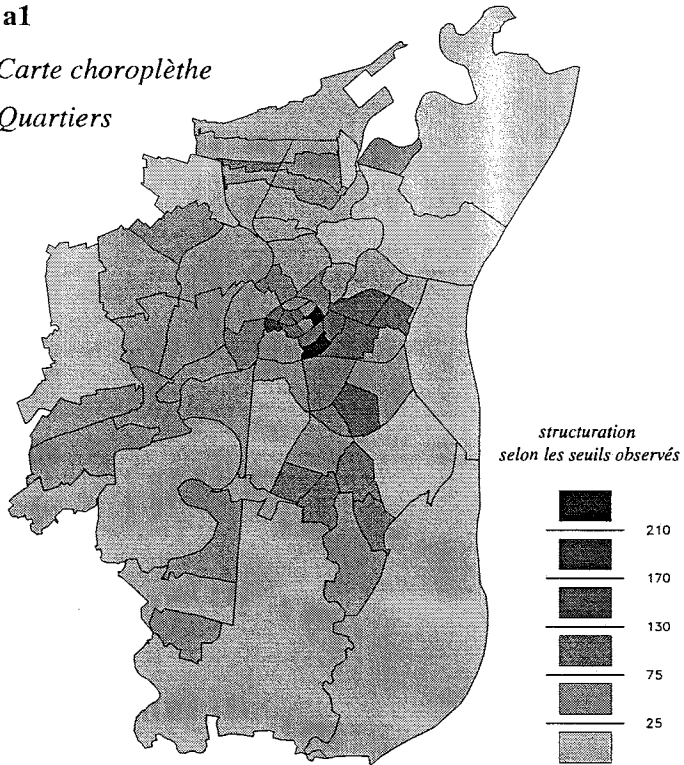 a1
Carte choroplèthe
Quartiers
structuration
selon les seuils observés
210
170
130
75
25